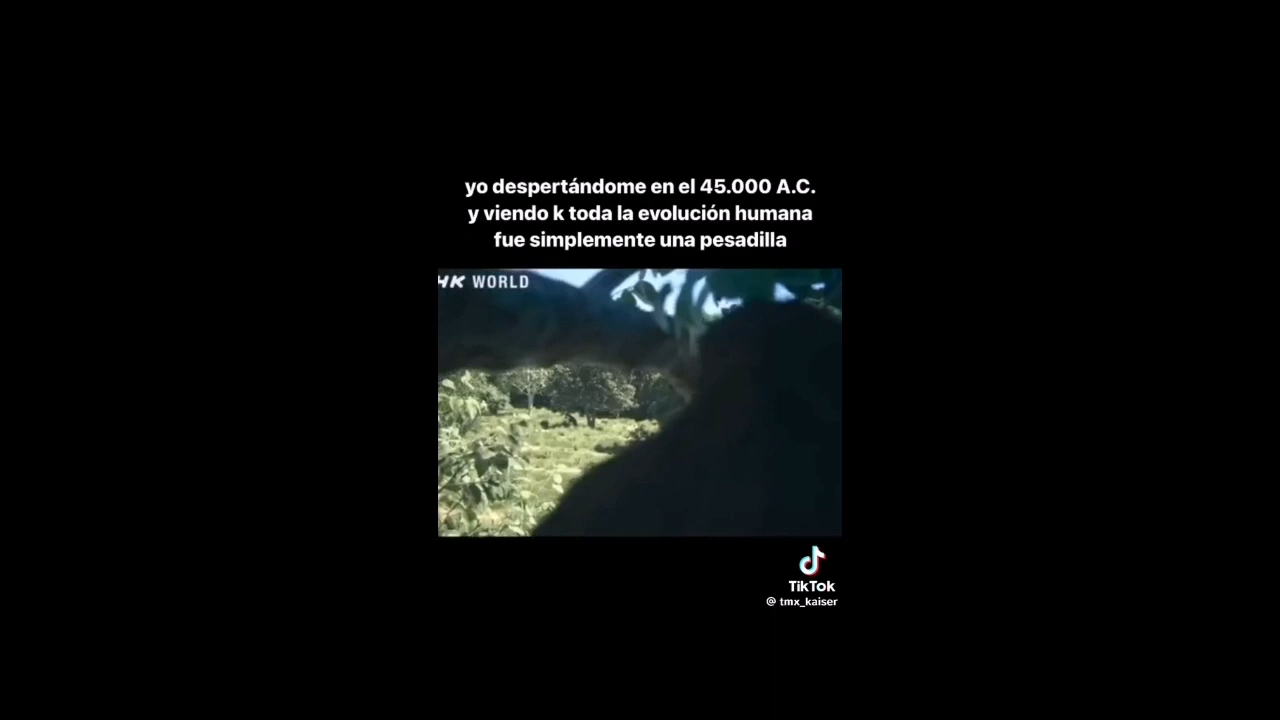 yo despertándome en el 45.000 A.C.
y viendo k toda la evolución humana
fue simplemente una pesadilla
HK WORLD
TikTok
@ tmx_kaiser